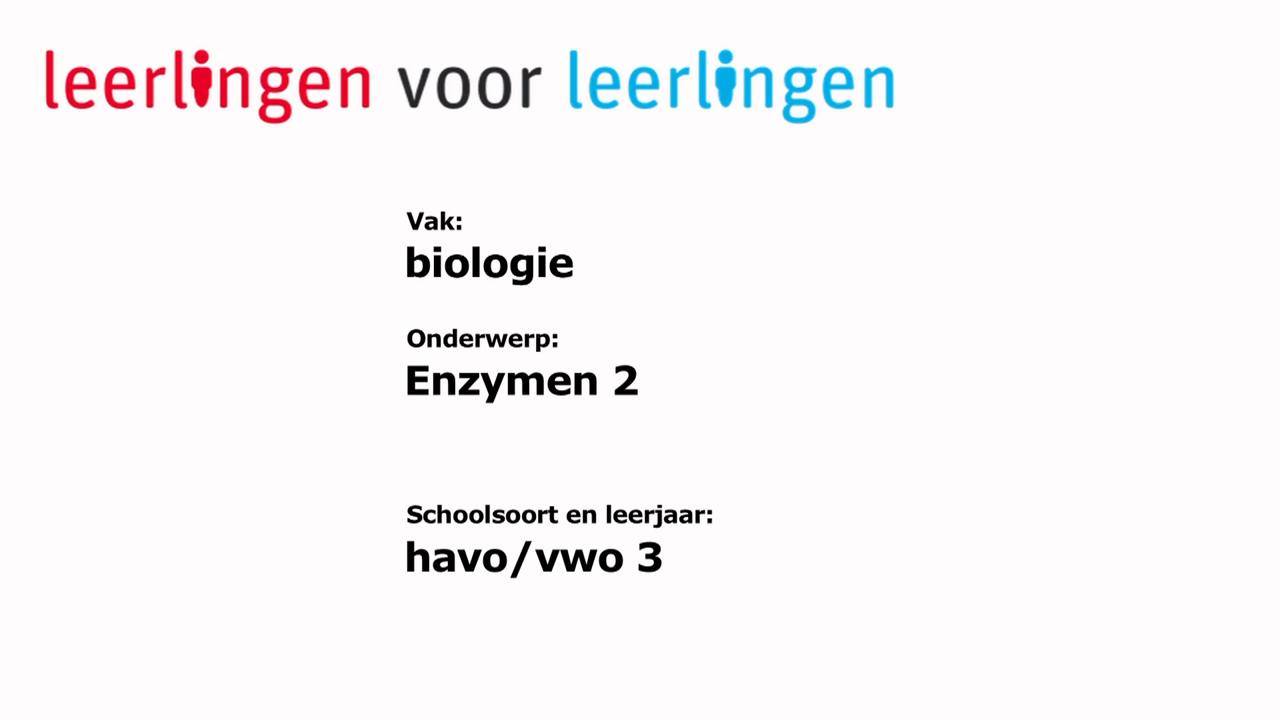 leerlingen voor leerlingen
Vak:
biologie
Onderwerp:
Enzymen 2
Schoolsoort en leerjaar:
havo/vwo 3